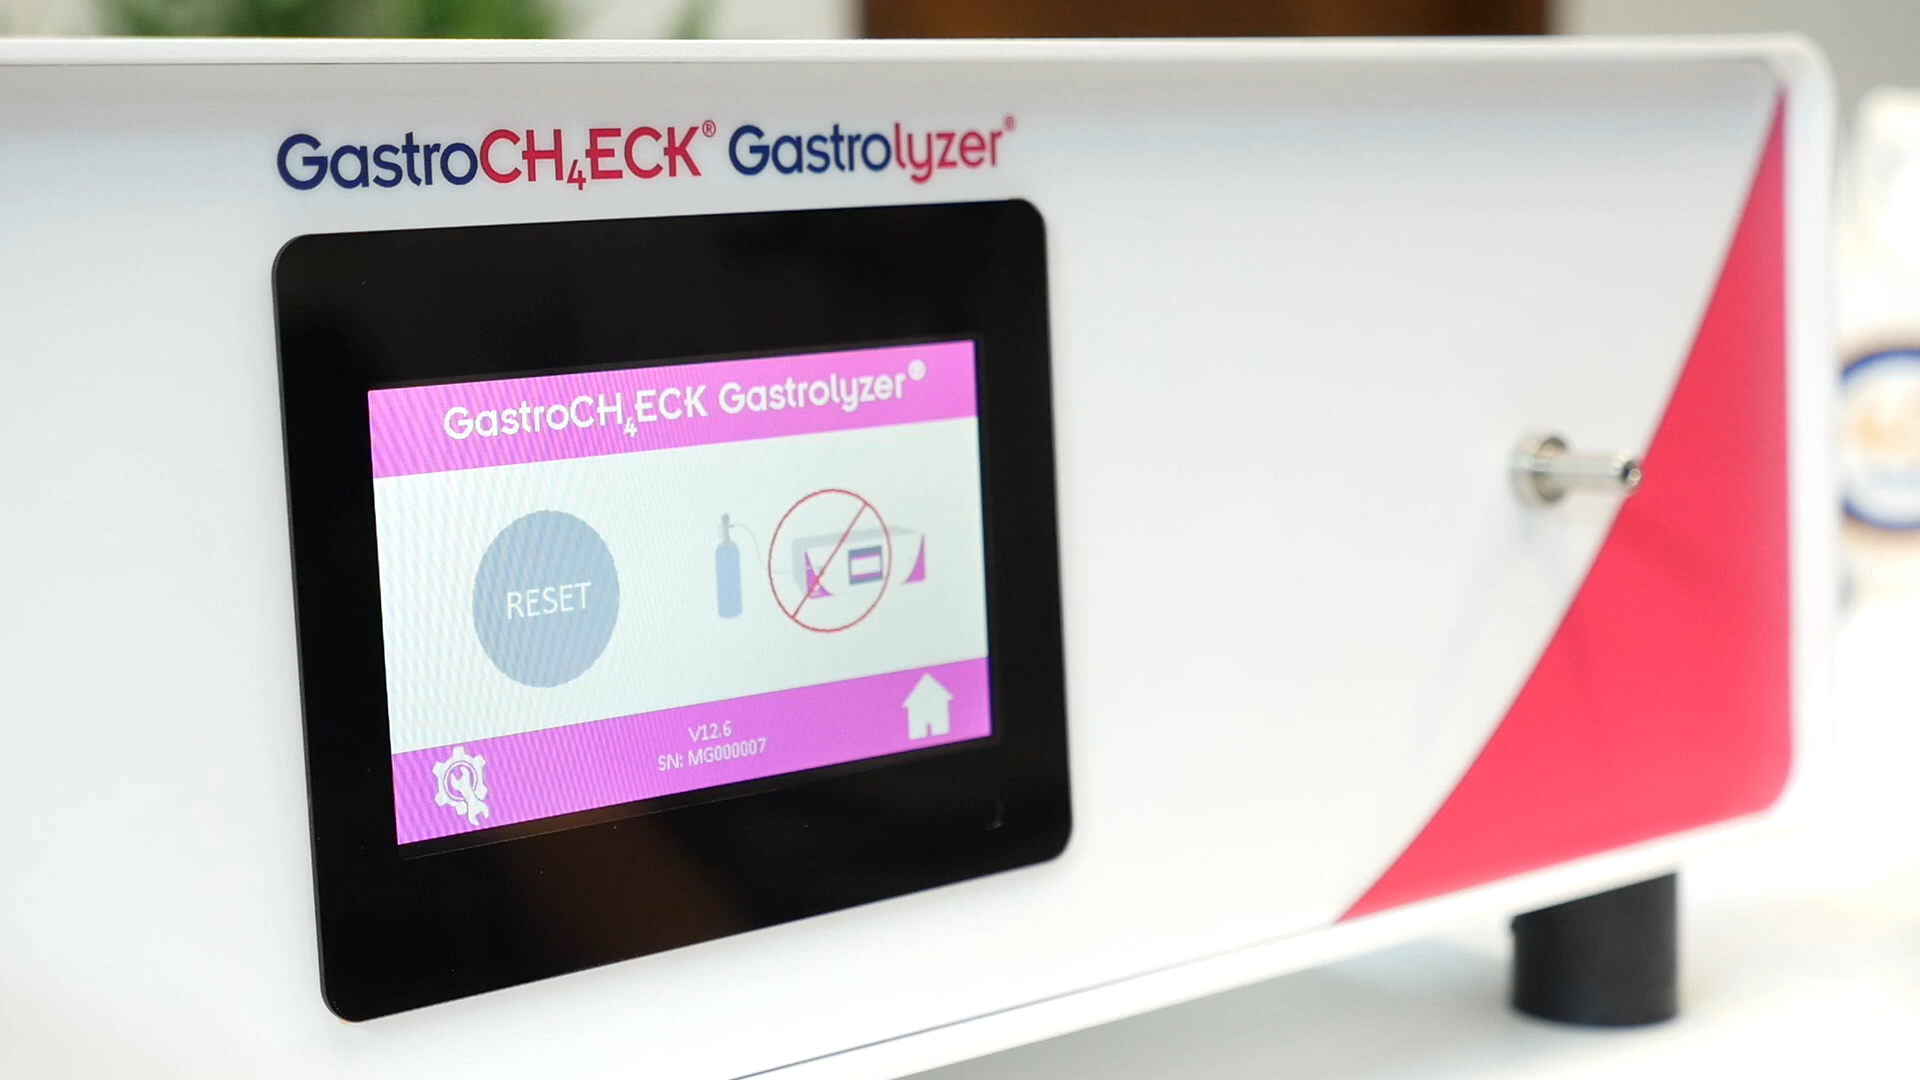 GastroCH₄ECK® Gastrolyzer®
GastroCH₄ECK Gastrolyzer®
RESET
V12.6
SN: MG000007